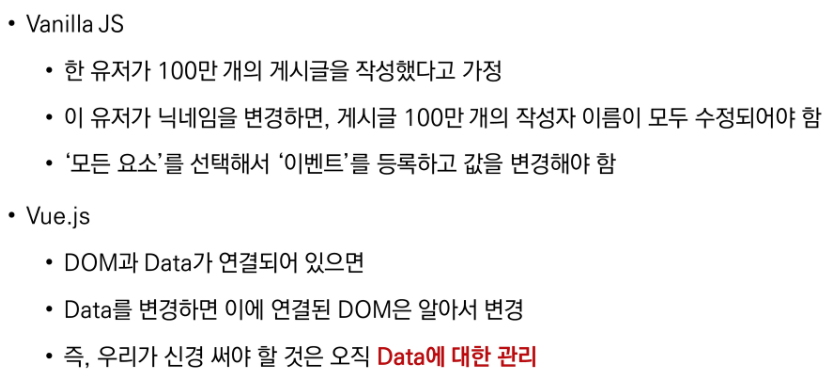 • Vanilla JS
• 한 유저가 100만 개의 게시글을 작성했다고 가정
• 이 유저가 닉네임을 변경하면, 게시글 100만 개의 작성자 이름이 모두 수정되어야 함
• ‘모든 요소’를 선택해서 ‘이벤트’를 등록하고 값을 변경해야 함
• Vue.js
• DOM과 Data가 연결되어 있으면
• Data를 변경하면 이에 연결된 DOM은 알아서 변경
• 즉, 우리가 신경 써야 할 것은 오직 Data에 대한 관리